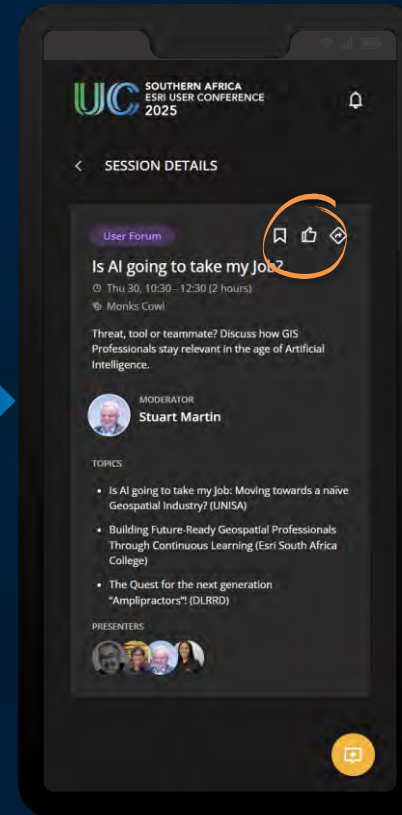 UC
SOUTHERN AFRICA
ESRI USER CONFERENCE
2025
SESSION DETAILS
User Forum
Is AI going to take my Job?
Thu 30, 10:30 - 12:30 (2 hours)
Monks Cowl
Threat, tool or teammate? Discuss how GIS
Professionals stay relevant in the age of Artificial
Intelligence.
MODERATOR
Stuart Martin
TOPICS
• Is AI going to take my Job: Moving towards a naïve
Geospatial Industry? (UNISA)
• Building Future-Ready Geospatial Professionals
Through Continuous Learning (Esri South Africa
College)
• The Quest for the next generation
"Amplipractors"! (DLRRD)
PRESENTERS